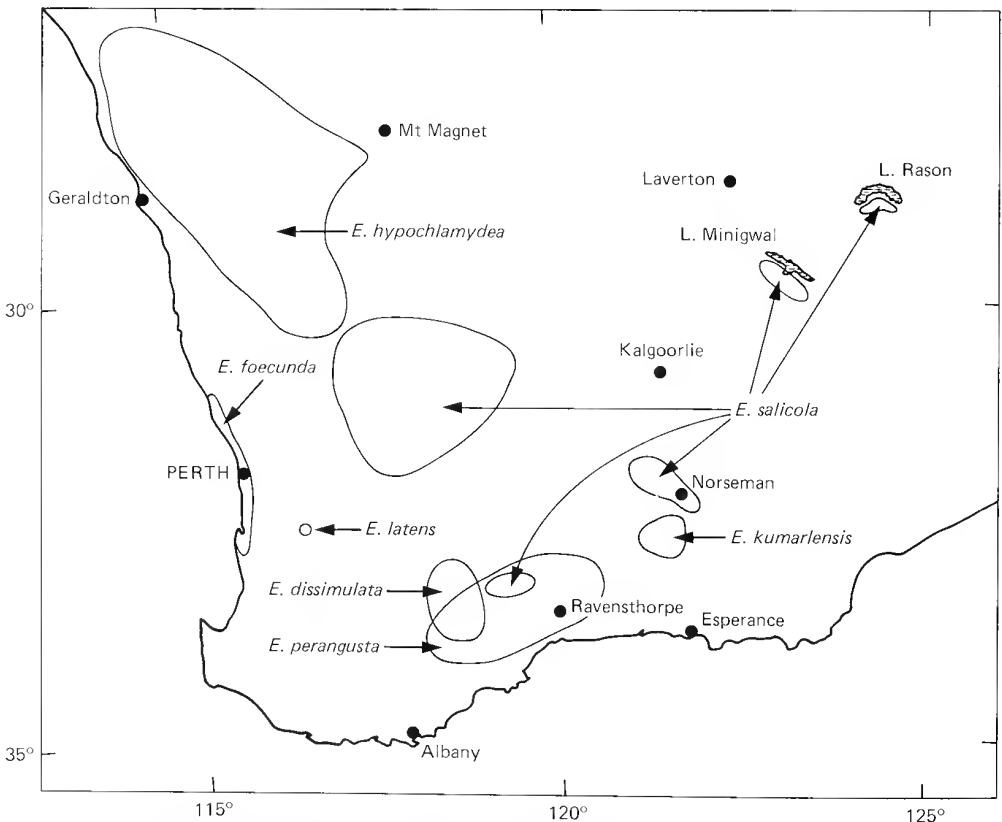 Mt Magnet
L. Rason
Laverton
Geraldton
E. hypochlamydea
L. Minigwal
30°
Kalgoorlie
E. foecunda
E. salicola
PERTH
Norseman
E. latens
E. kumarlensis
E. dissimulata
Ravensthorpe
Esperance
E. perangusta
35°
Albany
115°
120°
125°